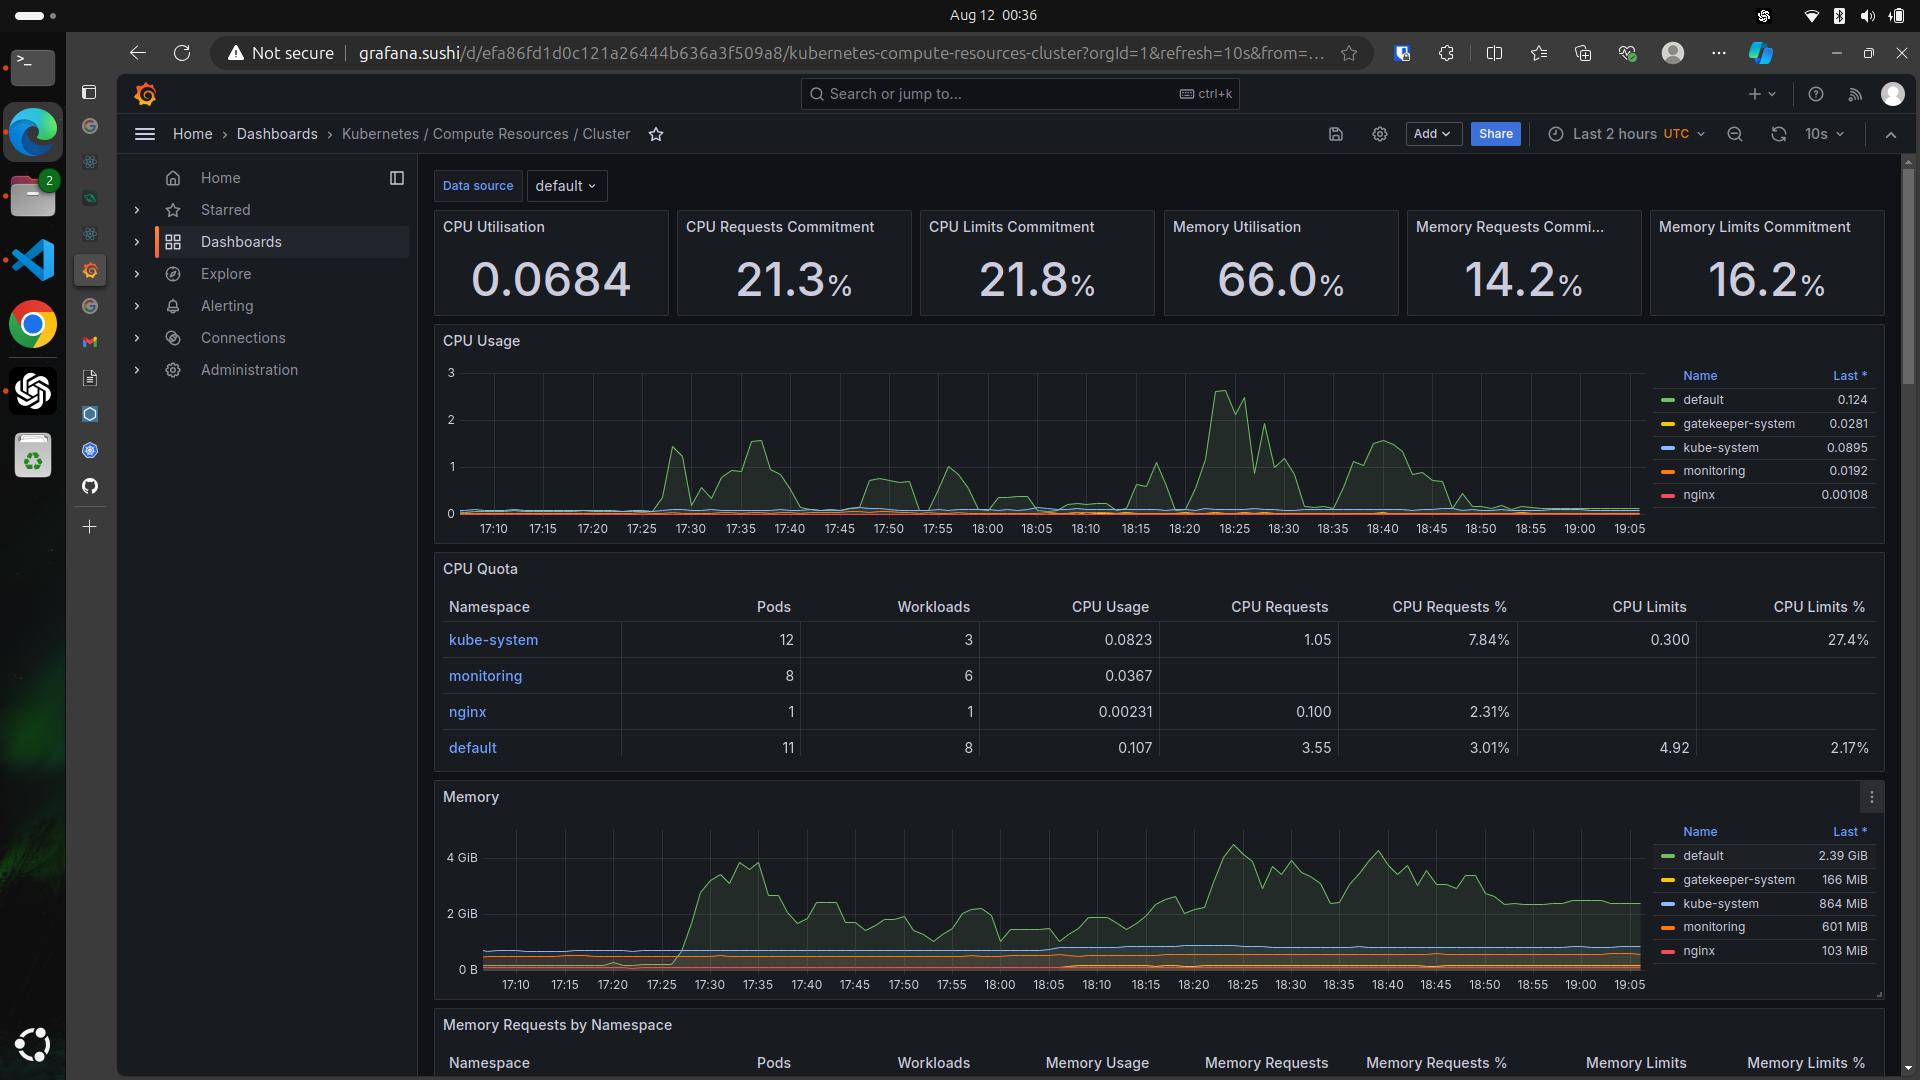 Aug 12 00:36
Not secure grafana.sushi/d/efa86fd1d0c121a26444b636a3f509a8/kubernetes-compute-resources-cluster?orgId=1&refresh=10s&from=...
2
Search or jump to... ctrl+k
Home › Dashboards › Kubernetes / Compute Resources / Cluster
Add Share Last 2 hours UTC 10s
Home
Starred
Dashboards
Explore
Alerting
Connections
Administration
Data source default
CPU Utilisation
0.0684
CPU Requests Commitment
21.3%
CPU Limits Commitment
21.8%
Memory Utilisation
66.0%
Memory Requests Commi...
14.2%
Memory Limits Commitment
16.2%
CPU Usage
3
2
1
0
17:10 17:15 17:20 17:25 17:30 17:35 17:40 17:45 17:50 17:55 18:00 18:05 18:10 18:15 18:20 18:25 18:30 18:35 18:40 18:45 18:50 18:55 19:00 19:05
Name Last *
default 0.124
gatekeeper-system 0.0281
kube-system 0.0895
monitoring 0.0192
nginx 0.00108
CPU Quota
Namespace Pods Workloads CPU Usage CPU Requests CPU Requests % CPU Limits CPU Limits %
kube-system 12 3 0.0823 1.05 7.84% 0.300 27.4%
monitoring 8 6 0.0367
nginx 1 1 0.00231 0.100 2.31%
default 11 8 0.107 3.55 3.01% 4.92 2.17%
Memory
4 GiB
2 GiB
0 B
17:10 17:15 17:20 17:25 17:30 17:35 17:40 17:45 17:50 17:55 18:00 18:05 18:10 18:15 18:20 18:25 18:30 18:35 18:40 18:45 18:50 18:55 19:00 19:05
Name Last *
default 2.39 GiB
gatekeeper-system 166 MiB
kube-system 864 MiB
monitoring 601 MiB
nginx 103 MiB
Memory Requests by Namespace
Namespace Pods Workloads Memory Usage Memory Requests Memory Requests % Memory Limits Memory Limits %